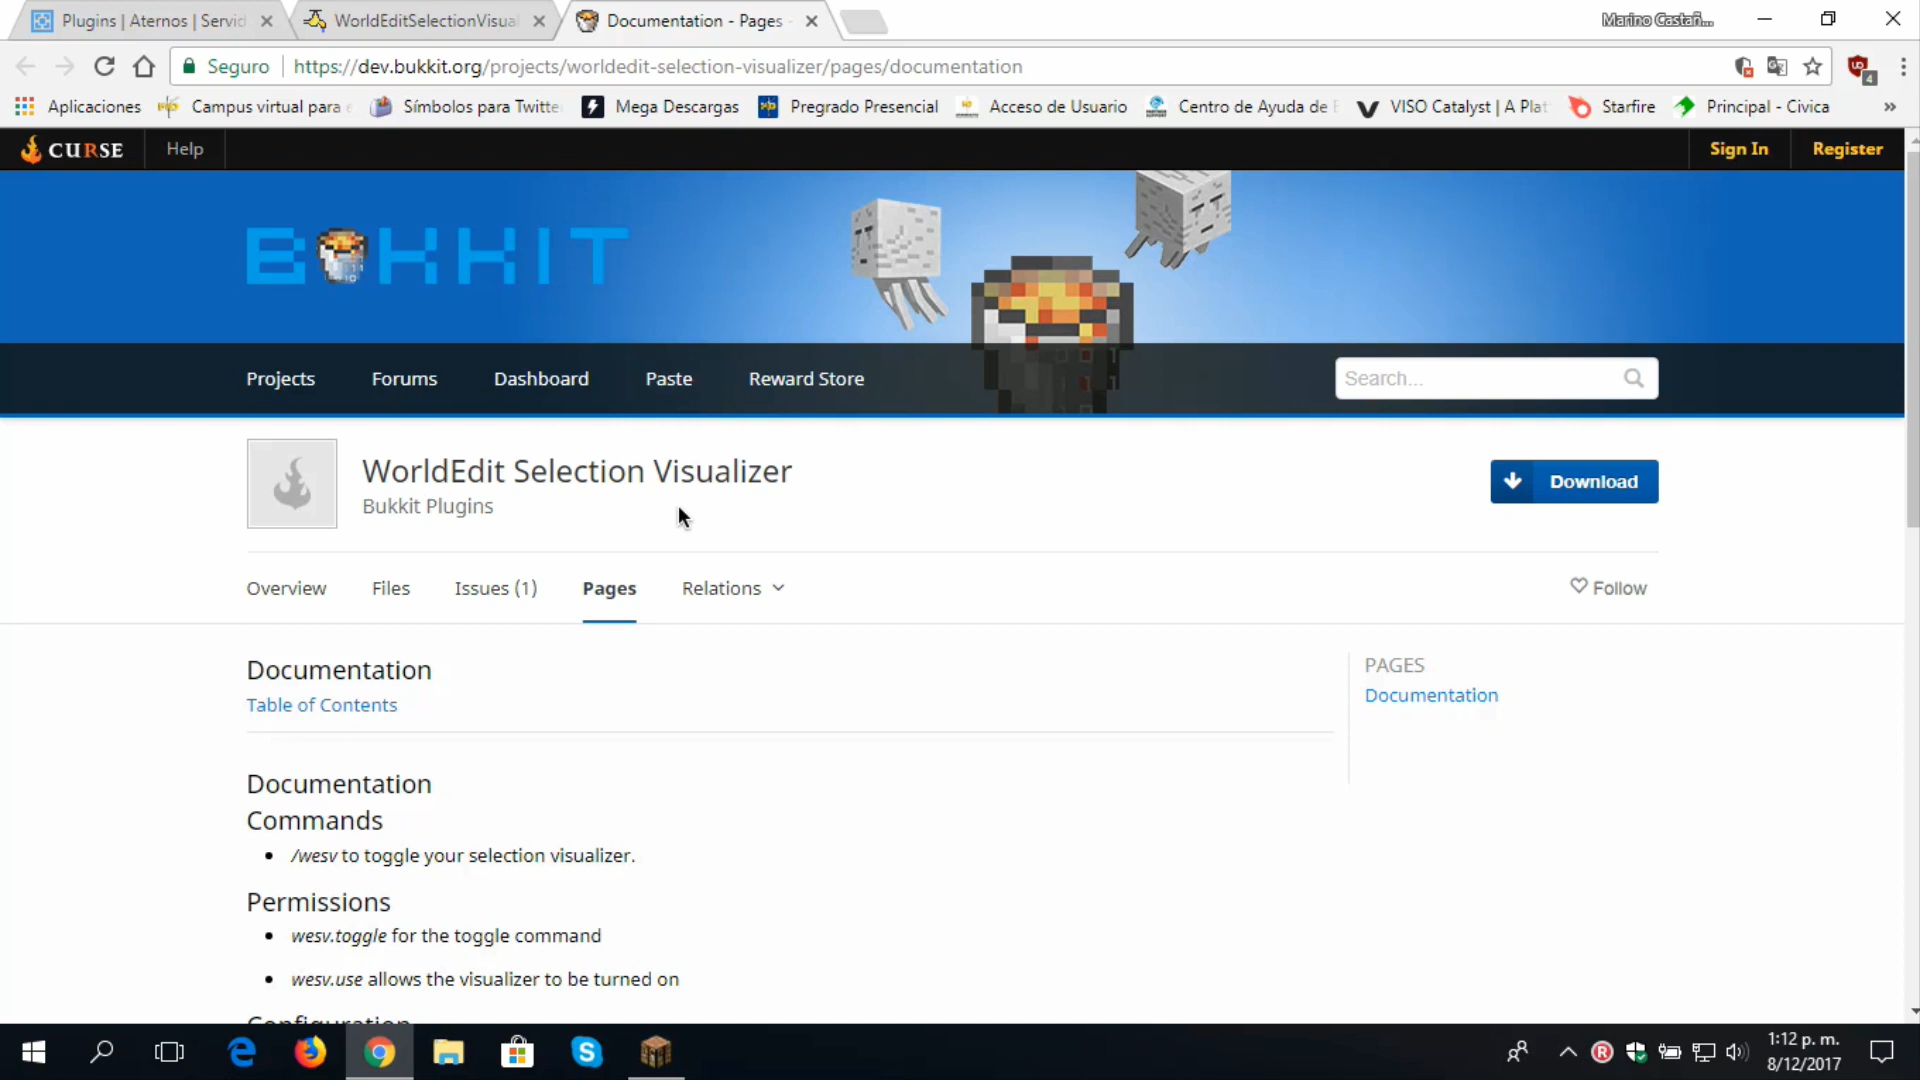 Plugins | Aternos | Servid
WorldEditSelectionVisual
Documentation - Pages -
Marino Castañ...
Seguro
https://dev.bukkit.org/projects/worldedit-selection-visualizer/pages/documentation
4
Aplicaciones
Campus virtual para e
Símbolos para Twitte
Mega Descargas
Pregrado Presencial
Acceso de Usuario
Centro de Ayuda de E
VISO Catalyst | A Plat
Starfire
Principal - Civica
»
CURSE
Help
Sign In
Register
BUKKIT
Projects
Forums
Dashboard
Paste
Reward Store
Search...
WorldEdit Selection Visualizer
Bukkit Plugins
Download
Overview
Files
Issues (1)
Pages
Relations
Follow
Documentation
Table of Contents
PAGES
Documentation
Documentation
Commands
• /wesv to toggle your selection visualizer.
Permissions
• wesv.toggle for the toggle command
• wesv.use allows the visualizer to be turned on
Configuration
1:12 p. m.
8/12/2017